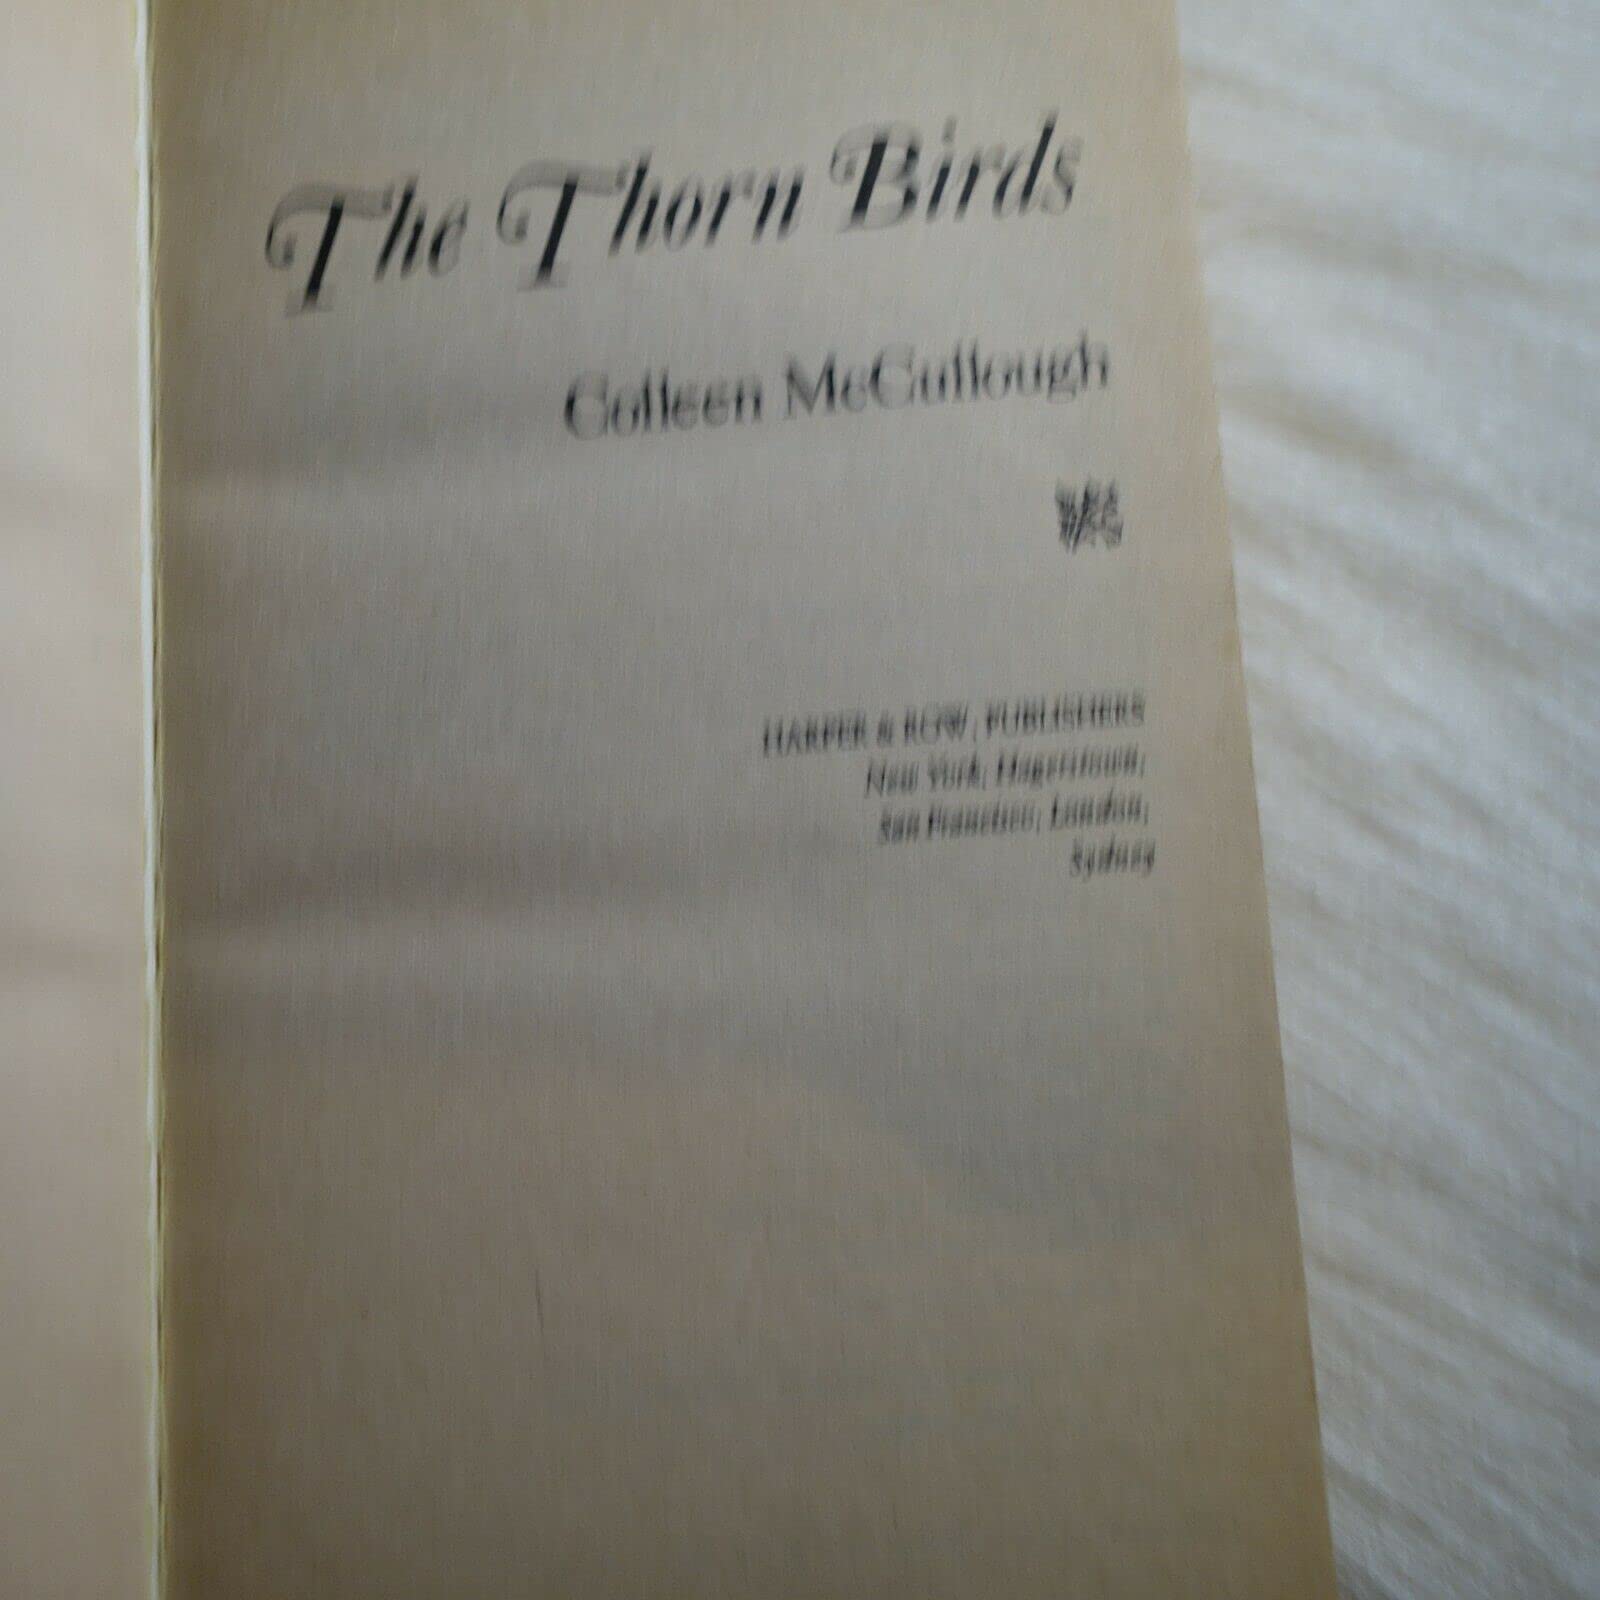 The Thorn Birds
Colleen McCullough
HARPER & ROW, PUBLISHERS
New York, Hagerstown,
San Francisco, London,
Sydney